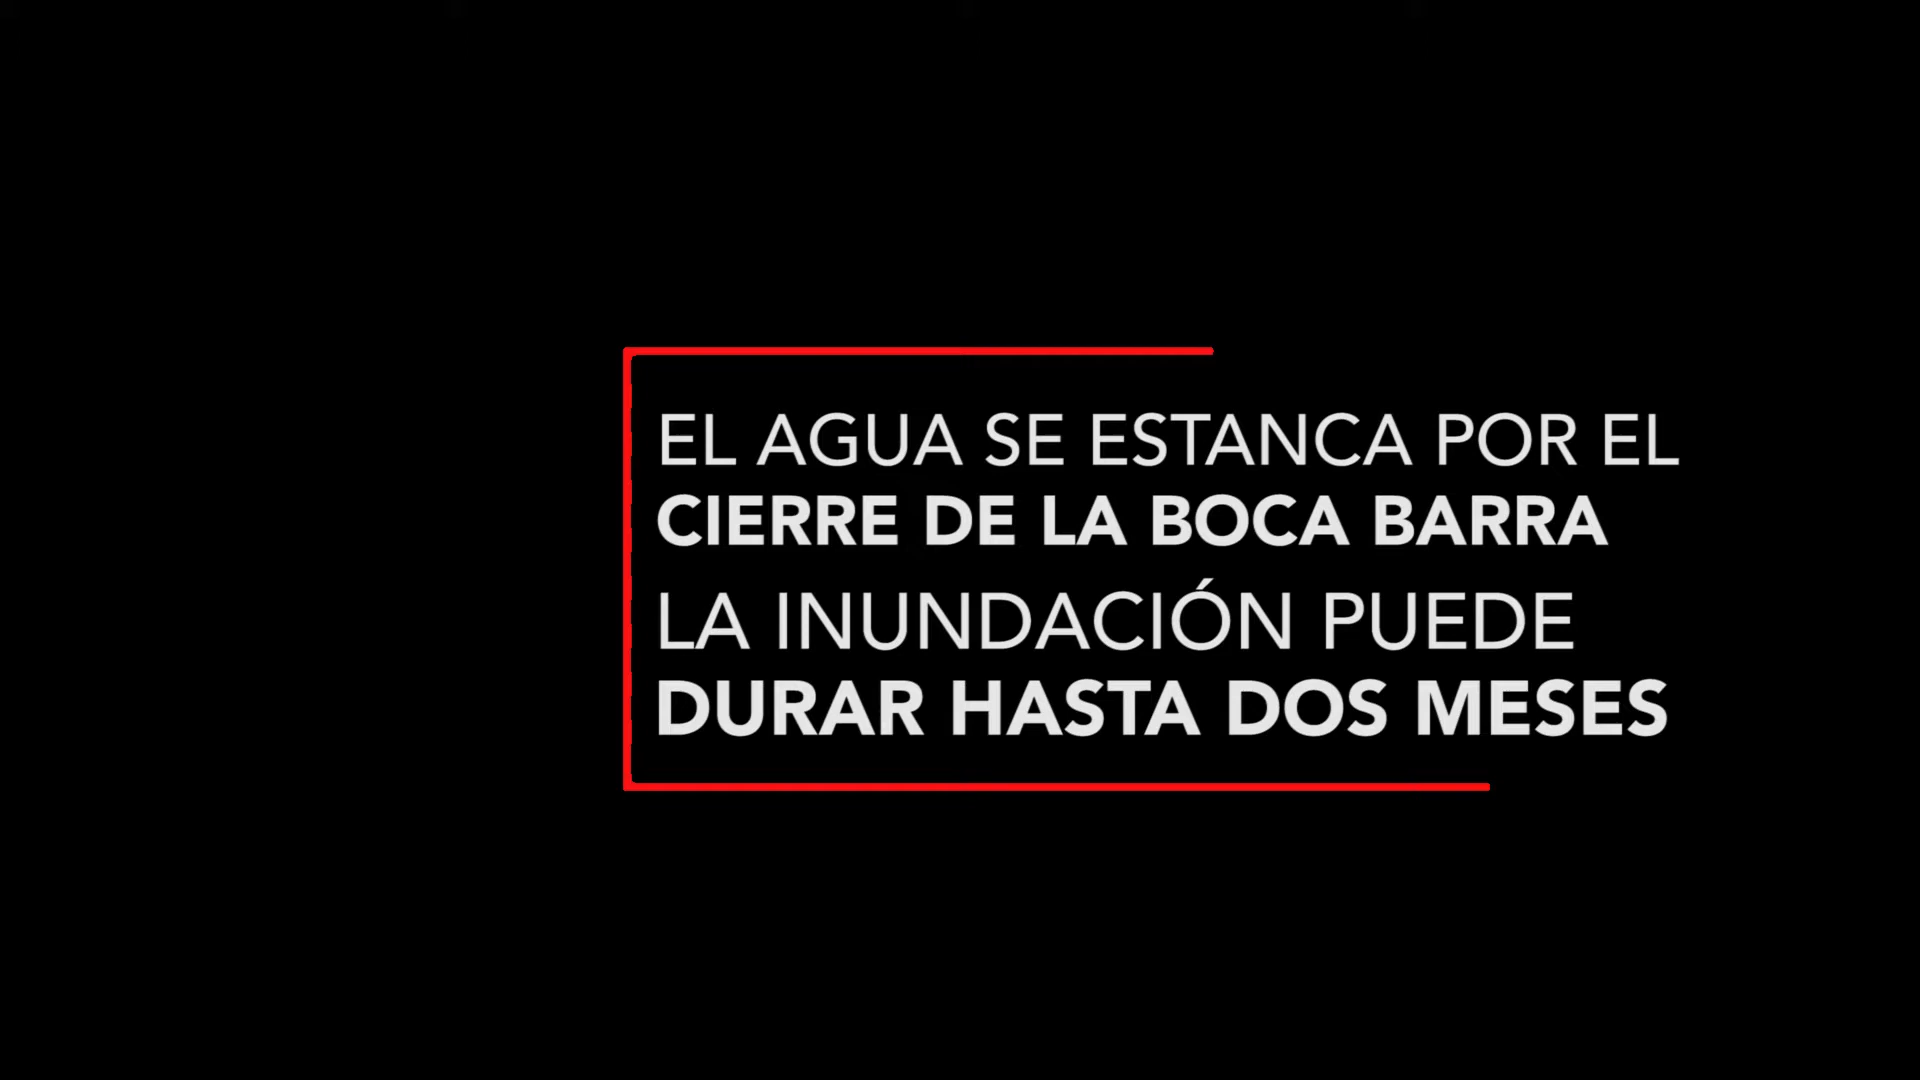 EL AGUA SE ESTANCA POR EL
CIERRE DE LA BOCA BARRA
LA INUNDACIÓN PUEDE
DURAR HASTA DOS MESES